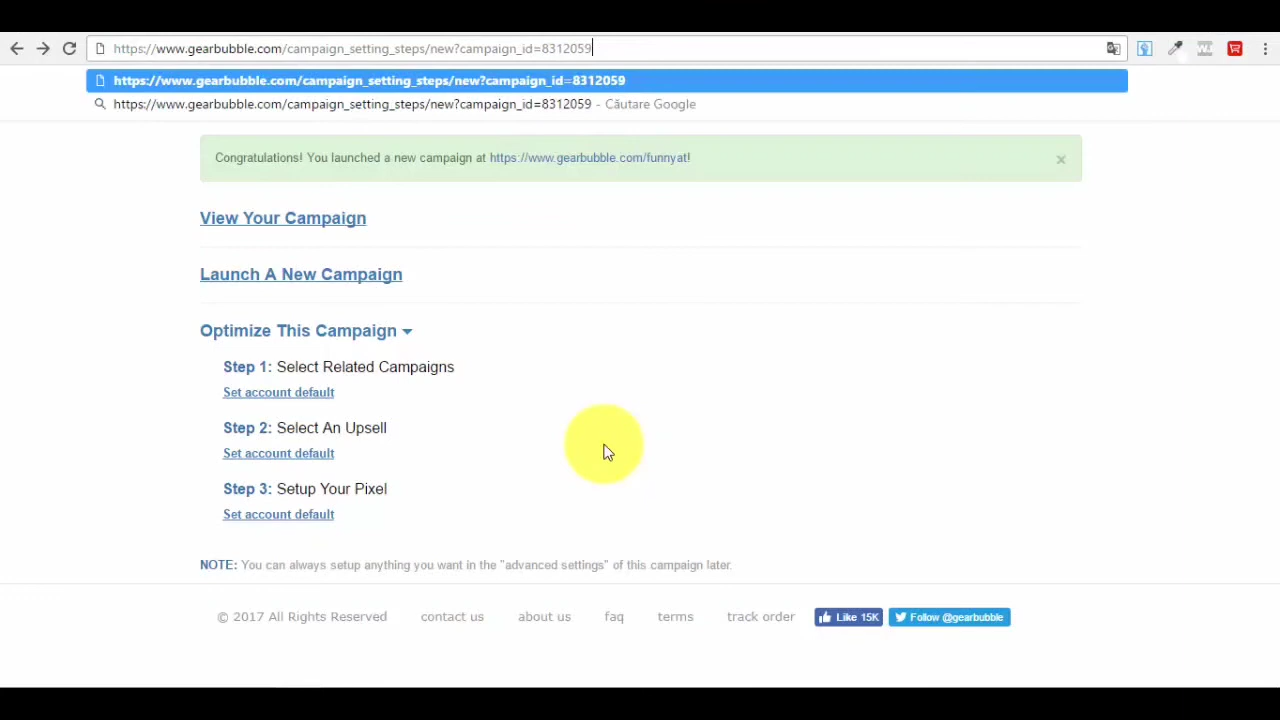 https://www.gearbubble.com/campaign_setting_steps/new?campaign_id=8312059
https://www.gearbubble.com/campaign_setting_steps/new?campaign_id=8312059
https://www.gearbubble.com/campaign_setting_steps/new?campaign_id=8312059 - Căutare Google
Congratulations! You launched a new campaign at https://www.gearbubble.com/funnyat!
View Your Campaign
Launch A New Campaign
Optimize This Campaign
Step 1: Select Related Campaigns
Set account default
Step 2: Select An Upsell
Set account default
Step 3: Setup Your Pixel
Set account default
NOTE: You can always setup anything you want in the "advanced settings" of this campaign later.
© 2017 All Rights Reserved contact us about us faq terms track order Like 15K Follow @gearbubble